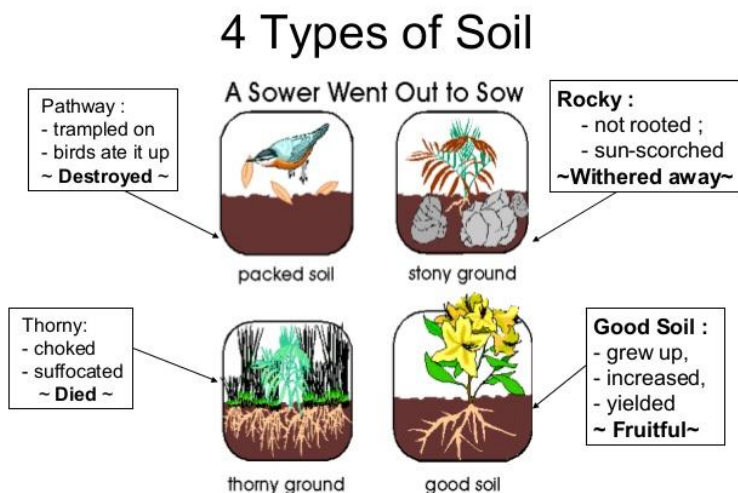 4 Types of Soil
A Sower Went Out to Sow
Pathway :
- trampled on
- birds ate it up
~ Destroyed ~
packed soil
Rocky :
- not rooted ;
- sun-scorched
~Withered away~
stony ground
Thorny:
- choked
- suffocated
~ Died ~
thorny ground
Good Soil :
- grew up,
- increased,
- yielded
~ Fruitful~
good soil